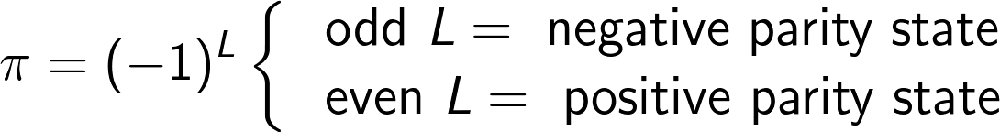 π = (−1)^L { odd L = negative parity state
even L = positive parity state